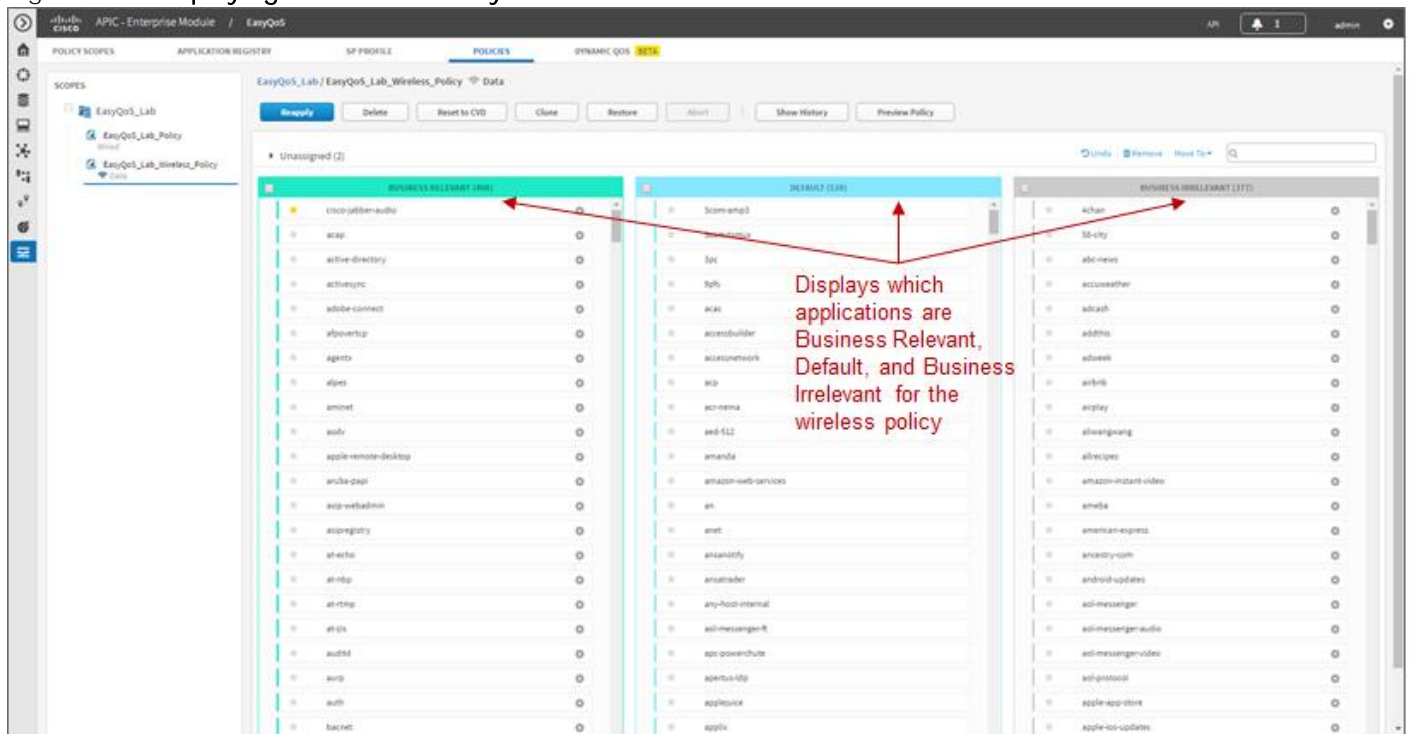 cisco APIC - Enterprise Module / EasyQoS
API 1 admin
POLICY SCOPES APPLICATION REGISTRY SP PROFILE POLICIES DYNAMIC QOS BETA
SCOPES
EasyQoS_Lab
EasyQoS_Lab_Policy
Wired
EasyQoS_Lab_Wireless_Policy
Data
EasyQoS_Lab / EasyQoS_Lab_Wireless_Policy Data
Reapply Delete Reset to CVD Clone Restore Abort Show History Preview Policy
Unassigned (2) Undo Remove Move To
BUSINESS RELEVANT DEFAULT BUSINESS IRRELEVANT (377)
cisco-jabber-audio 3com-amp3 4chan
acap 58-city
active-directory 3pc abc-news
activesync 9pfs accuweather
adobe-connect acas adcash
afpovertcp accessbuilder addthis
agentx accessnetwork adweek
alpes acp airbnb
aminet acr-nema airplay
aodv aed-512 aliwangwang
apple-remote-desktop amanda allrecipes
aruba-papi amazon-web-services amazon-instant-video
asip-webadmin an ameba
asipregistry anet american-express
at-echo ansanotify ancestry-com
at-nbp ansatrader android-updates
at-rtmp any-host-internal aol-messenger
at-zis aol-messenger-ft aol-messenger-audio
auditd apc-powerchute aol-messenger-video
aurp apertus-ldp aol-protocol
auth applejuice apple-app-store
bacnet applix apple-ios-updates
Displays which
applications are
Business Relevant,
Default, and Business
Irrelevant for the
wireless policy